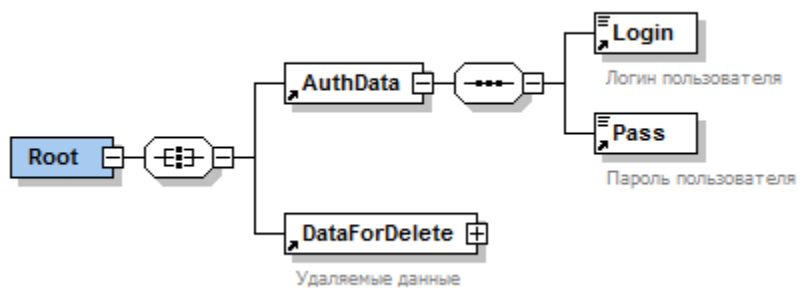 Login
Логин пользователя
AuthData
Pass
Root
Пароль пользователя
DataForDelete
Удаляемые данные